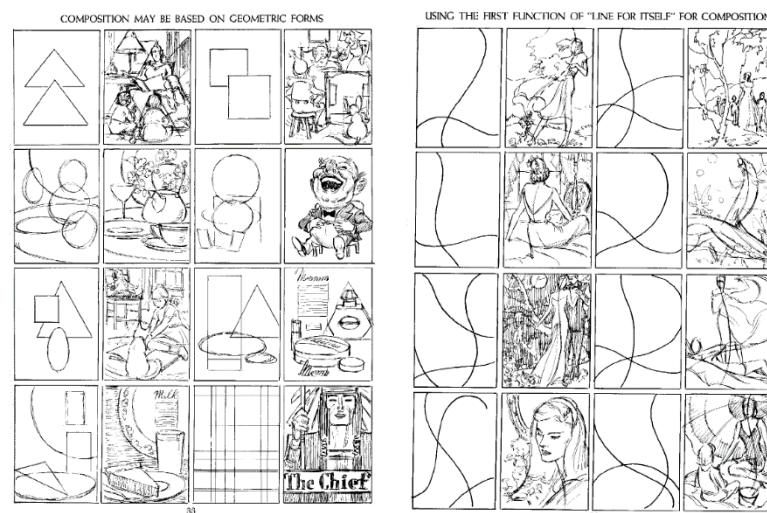 COMPOSITION MAY BE BASED ON GEOMETRIC FORMS
Milk
The Chief
33
USING THE FIRST FUNCTION OF "LINE FOR ITSELF" FOR COMPOSITION